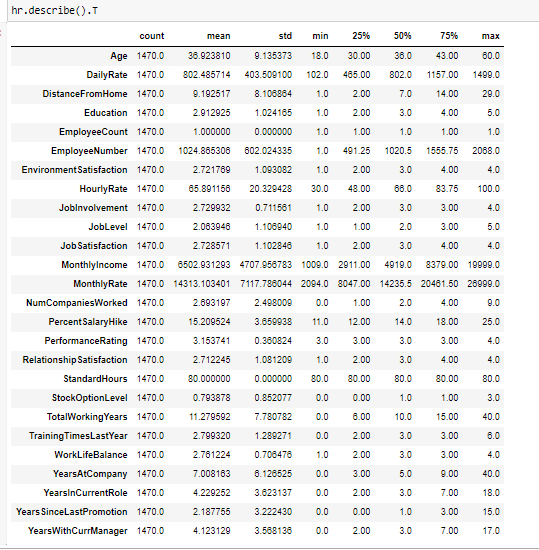 hr.describe().T
count mean std min 25% 50% 75% max
Age 1470.0 36.923810 9.135373 18.0 30.00 36.0 43.00 60.0
DailyRate 1470.0 802.485714 403.509100 102.0 465.00 802.0 1157.00 1499.0
DistanceFromHome 1470.0 9.192517 8.106864 1.0 2.00 7.0 14.00 29.0
Education 1470.0 2.912925 1.024165 1.0 2.00 3.0 4.00 5.0
EmployeeCount 1470.0 1.000000 0.000000 1.0 1.00 1.0 1.00 1.0
EmployeeNumber 1470.0 1024.865306 602.024335 1.0 491.25 1020.5 1555.75 2068.0
EnvironmentSatisfaction 1470.0 2.721769 1.093082 1.0 2.00 3.0 4.00 4.0
HourlyRate 1470.0 65.891156 20.329428 30.0 48.00 66.0 83.75 100.0
JobInvolvement 1470.0 2.729932 0.711561 1.0 2.00 3.0 3.00 4.0
JobLevel 1470.0 2.063946 1.106940 1.0 1.00 2.0 3.00 5.0
JobSatisfaction 1470.0 2.728571 1.102846 1.0 2.00 3.0 4.00 4.0
MonthlyIncome 1470.0 6502.931293 4707.956783 1009.0 2911.00 4919.0 8379.00 19999.0
MonthlyRate 1470.0 14313.103401 7117.786044 2094.0 8047.00 14235.5 20461.50 26999.0
NumCompaniesWorked 1470.0 2.693197 2.498009 0.0 1.00 2.0 4.00 9.0
PercentSalaryHike 1470.0 15.209524 3.659938 11.0 12.00 14.0 18.00 25.0
PerformanceRating 1470.0 3.153741 0.360824 3.0 3.00 3.0 3.00 4.0
RelationshipSatisfaction 1470.0 2.712245 1.081209 1.0 2.00 3.0 4.00 4.0
StandardHours 1470.0 80.000000 0.000000 80.0 80.00 80.0 80.00 80.0
StockOptionLevel 1470.0 0.793878 0.852077 0.0 0.00 1.0 1.00 3.0
TotalWorkingYears 1470.0 11.279592 7.780782 0.0 6.00 10.0 15.00 40.0
TrainingTimesLastYear 1470.0 2.799320 1.289271 0.0 2.00 3.0 3.00 6.0
WorkLifeBalance 1470.0 2.761224 0.706476 1.0 2.00 3.0 3.00 4.0
YearsAtCompany 1470.0 7.008163 6.126525 0.0 3.00 5.0 9.00 40.0
YearsInCurrentRole 1470.0 4.229252 3.623137 0.0 2.00 3.0 7.00 18.0
YearsSinceLastPromotion 1470.0 2.187755 3.222430 0.0 0.00 1.0 3.00 15.0
YearsWithCurrManager 1470.0 4.123129 3.568136 0.0 2.00 3.0 7.00 17.0